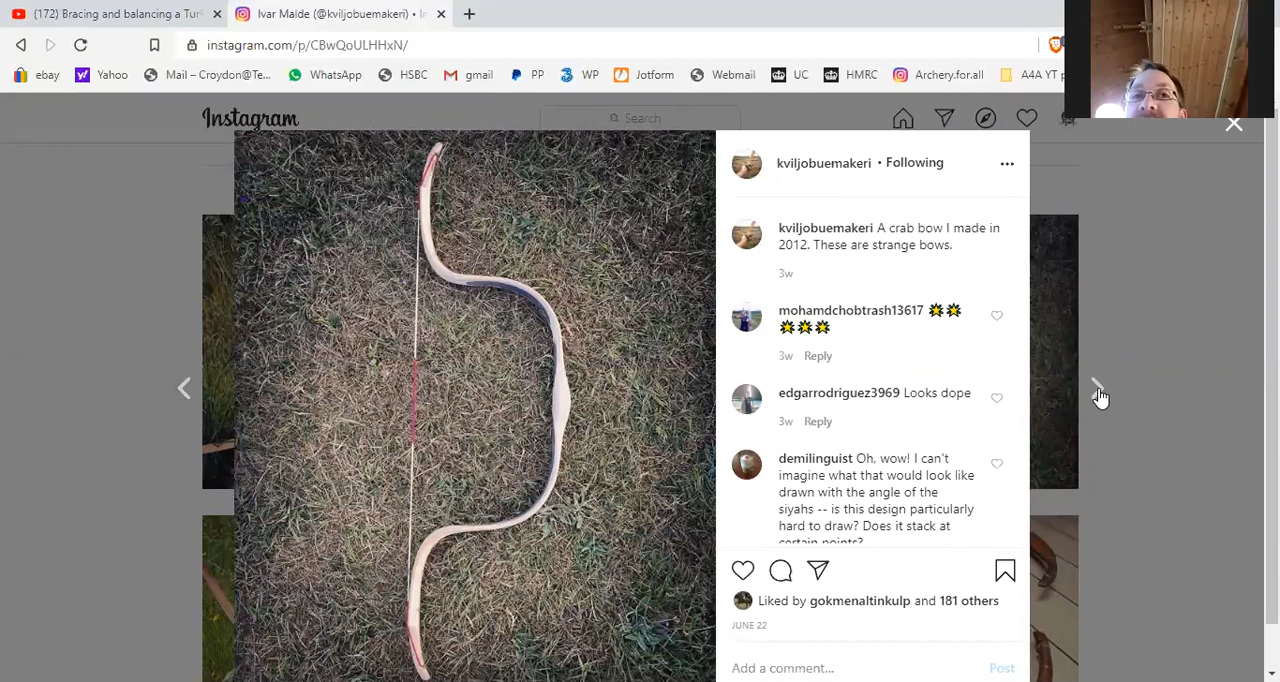 (172) Bracing and balancing a Tur
Ivar Malde (@kviljobuemakeri) • In
instagram.com/p/CBwQoULHHxN/
ebay
Yahoo
Mail – Croydon@Te...
WhatsApp
HSBC
gmail
PP
WP
Jotform
Webmail
UC
HMRC
Archery.for.all
A4A YT p
Instagram
Search
kviljobuemakeri • Following
kviljobuemakeri A crab bow I made in
2012. These are strange bows.
3w
mohamdchobtrash13617
3w Reply
edgarrodriguez3969 Looks dope
3w Reply
demilinguist Oh, wow! I can't
imagine what that would look like
drawn with the angle of the
siyahs -- is this design particularly
hard to draw? Does it stack at
certain points?
Liked by gokmenaltinkulp and 181 others
JUNE 22
Add a comment... Post